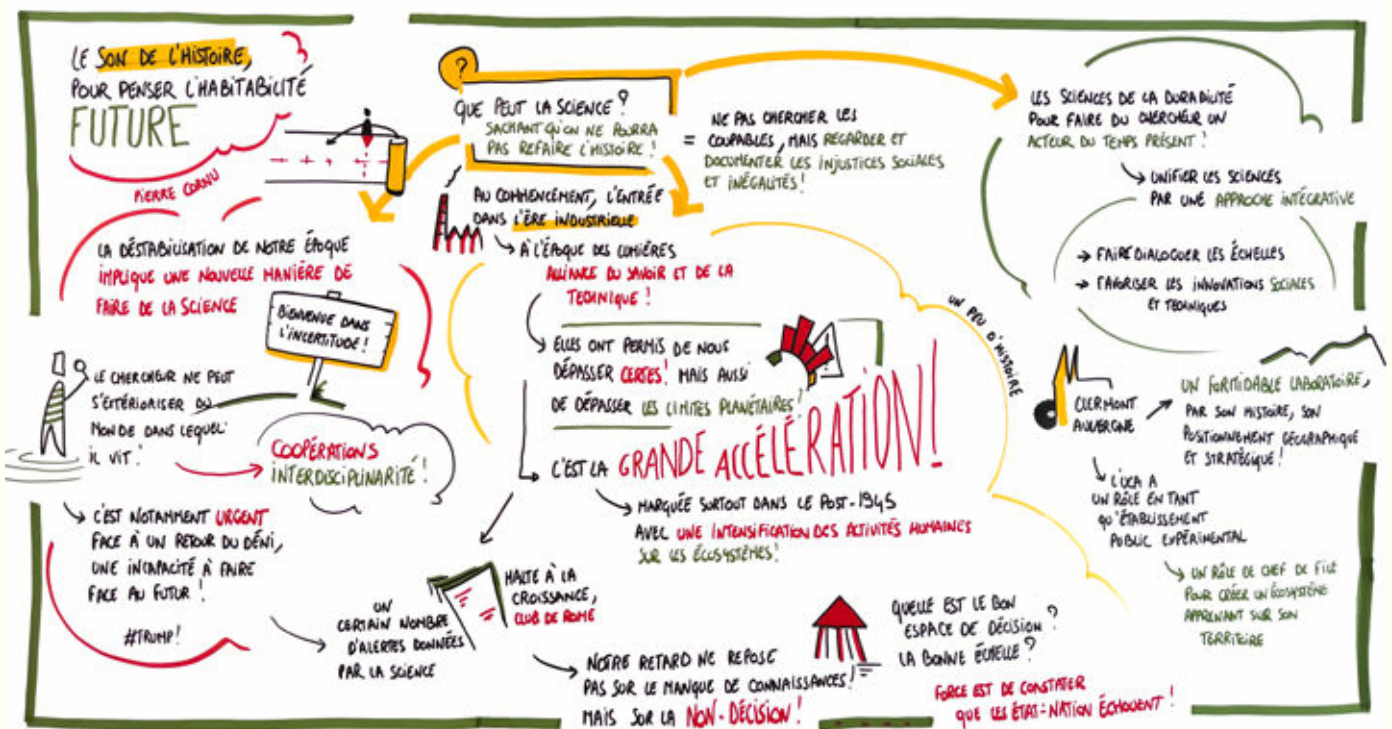 LE SON DE L'HISTOIRE,
POUR PENSER L'HABITABILITÉ
FUTURE
PIERRE CORNU
LA DÉSTABILISATION DE NOTRE ÉPOQUE
IMPLIQUE UNE NOUVELLE MANIÈRE DE
FAIRE DE LA SCIENCE
BIENVENUE DANS
L'INCERTITUDE !
LE CHERCHEUR NE PEUT
S'EXTÉRIORISER DU
MONDE DANS LEQUEL
IL VIT !
COOPÉRATIONS
INTERDISCIPLINARITÉ !
C'EST NOTAMMENT URGENT
FACE À UN RETOUR DU DÉNI,
UNE INCAPACITÉ À FAIRE
FACE AU FUTUR !
#TRUMP!
?
QUE PEUT LA SCIENCE ?
SACHANT QU'ON NE POURRA
PAS REFAIRE L'HISTOIRE !
= NE PAS CHERCHER LES
COUPABLES, MAIS REGARDER ET
DOCUMENTER LES INJUSTICES SOCIALES
ET INÉGALITÉS !
AU COMMENCEMENT, L'ENTRÉE
DANS L'ÈRE INDUSTRIELLE
À L'ÉPOQUE DES LUMIÈRES
ALLIANCE DU SAVOIR ET DE LA
TECHNIQUE !
ELLES ONT PERMIS DE NOUS
DÉPASSER CERTES ! MAIS AUSSI
DE DÉPASSER LES LIMITES PLANÉTAIRES !
C'EST LA GRANDE ACCÉLÉRATION !
MARQUÉE SURTOUT DANS LE POST-1945
AVEC UNE INTENSIFICATION DES ACTIVITÉS HUMAINES
SUR LES ÉCOSYSTÈMES !
UN
CERTAIN NOMBRE
D'ALERTES DONNÉES
PAR LA SCIENCE
HALTE À LA
CROISSANCE,
CLUB DE ROME
NOTRE RETARD NE REPOSE
PAS SUR LE MANQUE DE CONNAISSANCES !
MAIS SUR LA NON-DÉCISION !
QUELLE EST LE BON
ESPACE DE DÉCISION ?
LA BONNE ÉCHELLE ?
FORCE EST DE CONSTATER
QUE LES ÉTAT-NATION ÉCHOUENT !
UN PEU D'HISTOIRE
LES SCIENCES DE LA DURABILITÉ
POUR FAIRE DU CHERCHEUR UN
ACTEUR DU TEMPS PRÉSENT !
UNIFIER LES SCIENCES
PAR UNE APPROCHE INTÉGRATIVE
FAIRE DIALOGUER LES ÉCHELLES
FAVORISER LES INNOVATIONS SOCIALES
ET TECHNIQUES
CLERMONT
AUVERGNE
UN FORMIDABLE LABORATOIRE,
PAR SON HISTOIRE, SON
POSITIONNEMENT GÉOGRAPHIQUE
ET STRATÉGIQUE !
L'UCA A
UN RÔLE EN TANT
QU'ÉTABLISSEMENT
PUBLIC EXPÉRIMENTAL
UN RÔLE DE CHEF DE FILE
POUR CRÉER UN ÉCOSYSTÈME
APPRENANT SUR SON
TERRITOIRE